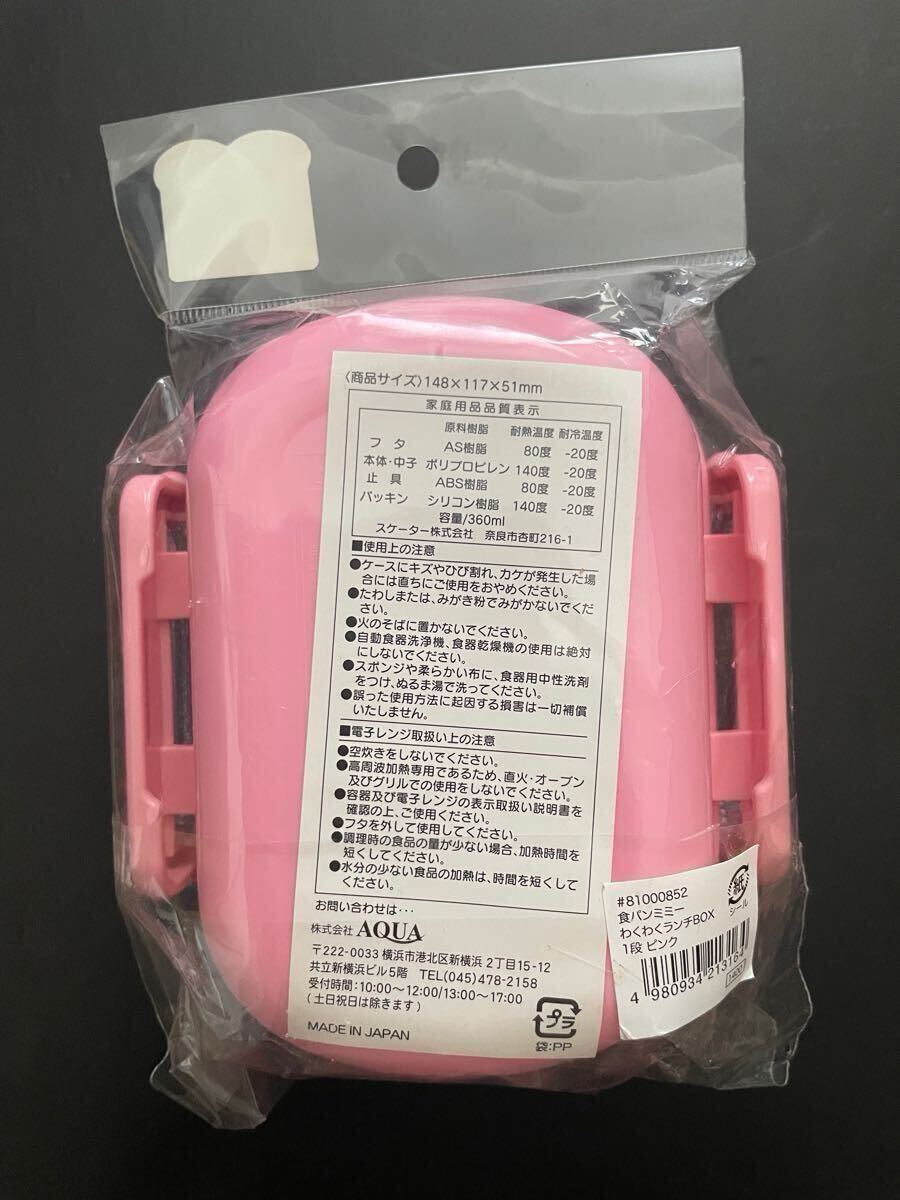 〈商品サイズ〉148×117×51mm
家庭用品品質表示
原料樹脂 耐熱温度 耐冷温度
フタ AS樹脂 80度 -20度
本体・中子 ポリプロピレン 140度 -20度
止具 ABS樹脂 80度 -20度
パッキン シリコン樹脂 140度 -20度
容量/360ml
スケーター株式会社 奈良市杏町216-1
■使用上の注意
●ケースにキズやひび割れ、カケが発生した場
合には直ちにご使用をおやめください。
●たわしまたは、みがき粉でみがかないでくだ
さい。
●火のそばに置かないでください。
●自動食器洗浄機、食器乾燥機の使用は絶対
にしないでください。
●スポンジや柔らかい布に、食器用中性洗剤
をつけ、ぬるま湯で洗ってください。
●誤った使用方法に起因する損害は一切補償
いたしません。
■電子レンジ取扱い上の注意
●空炊きをしないでください。
●高周波加熱専用であるため、直火・オーブン
及びグリルでの使用をしないでください。
●容器及び電子レンジの表示取扱い説明書を
確認の上、ご使用ください。
●フタを外して使用してください。
●調理時の食品の量が少ない場合、加熱時間を
短くしてください。
●水分の少ない食品の加熱は、時間を短くして
ください。
お問い合わせは・・・
株式会社 AQUA
〒222-0033 横浜市港北区新横浜 2丁目15-12
共立新横浜ビル5階 TEL(045)478-2158
受付時間:10:00〜12:00/13:00〜17:00
(土日祝日は除きます)
MADE IN JAPAN
プラ
袋:PP
#81000852
食パンミミー
わくわくランチBOX
1段 ピンク
紙
シール
4 980934 213164
1400